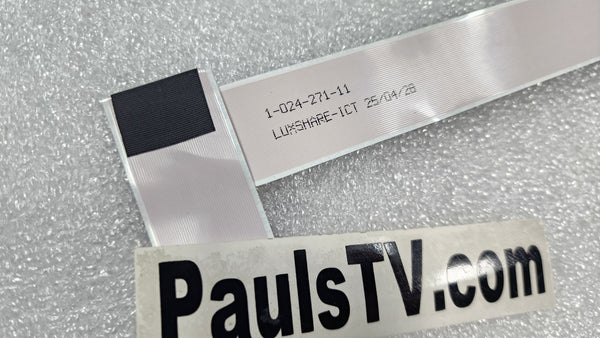 1-024-271-11
LUXSHARE-ICT 25/04/28
PaulsTV.com